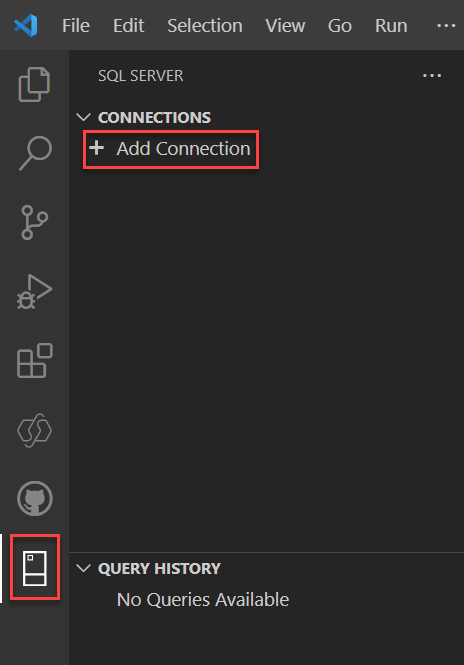 File Edit Selection View Go Run ···
SQL SERVER ···
CONNECTIONS
+ Add Connection
QUERY HISTORY
No Queries Available